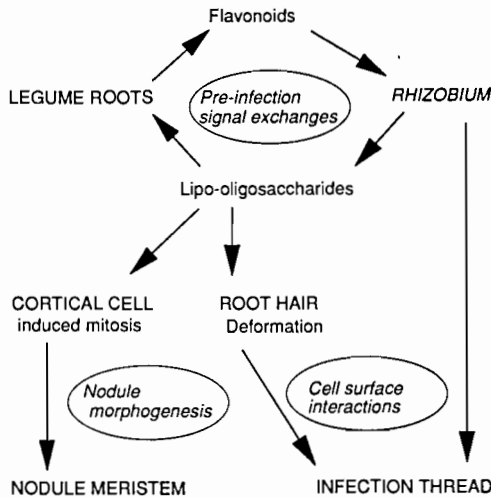 Flavonoids
LEGUME ROOTS
Pre-infection
signal exchanges
RHIZOBIUM
Lipo-oligosaccharides
CORTICAL CELL
induced mitosis
ROOT HAIR
Deformation
Nodule
morphogenesis
Cell surface
interactions
NODULE MERISTEM
INFECTION THREAD